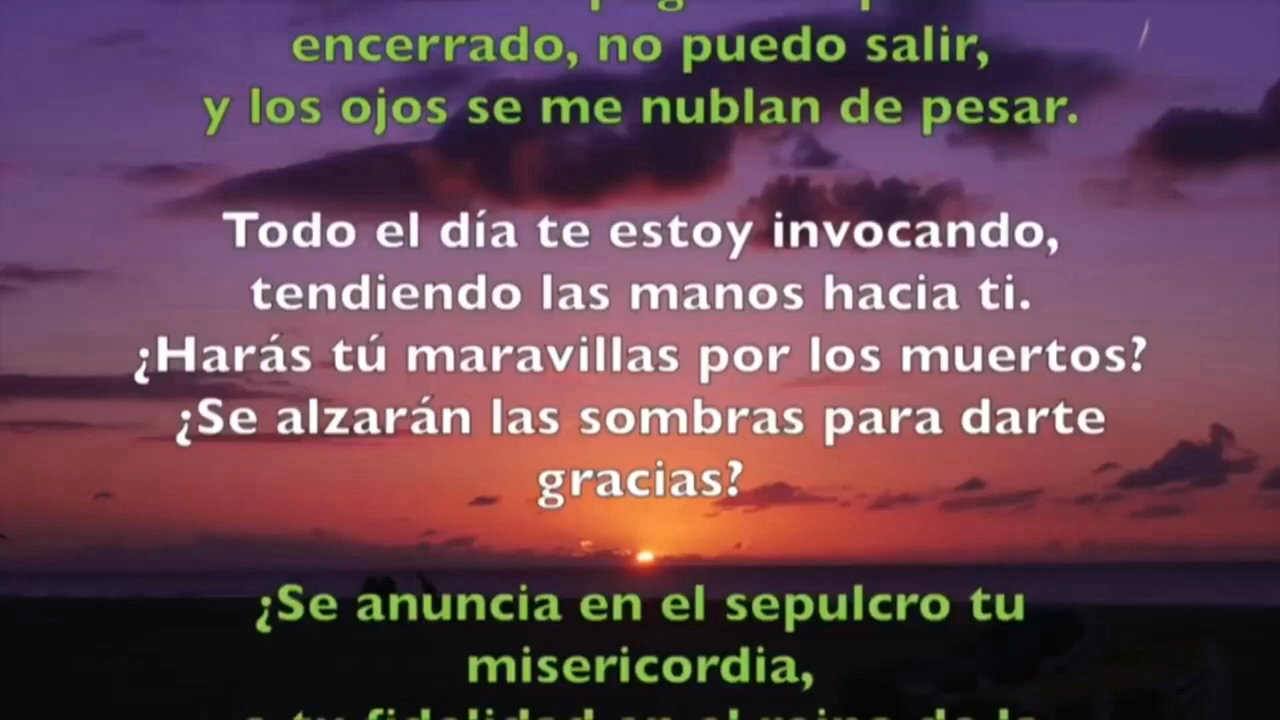 encerrado, no puedo salir,
y los ojos se me nublan de pesar.
Todo el día te estoy invocando,
tendiendo las manos hacia ti.
¿Harás tú maravillas por los muertos?
¿Se alzarán las sombras para darte
gracias?
¿Se anuncia en el sepulcro tu
misericordia,